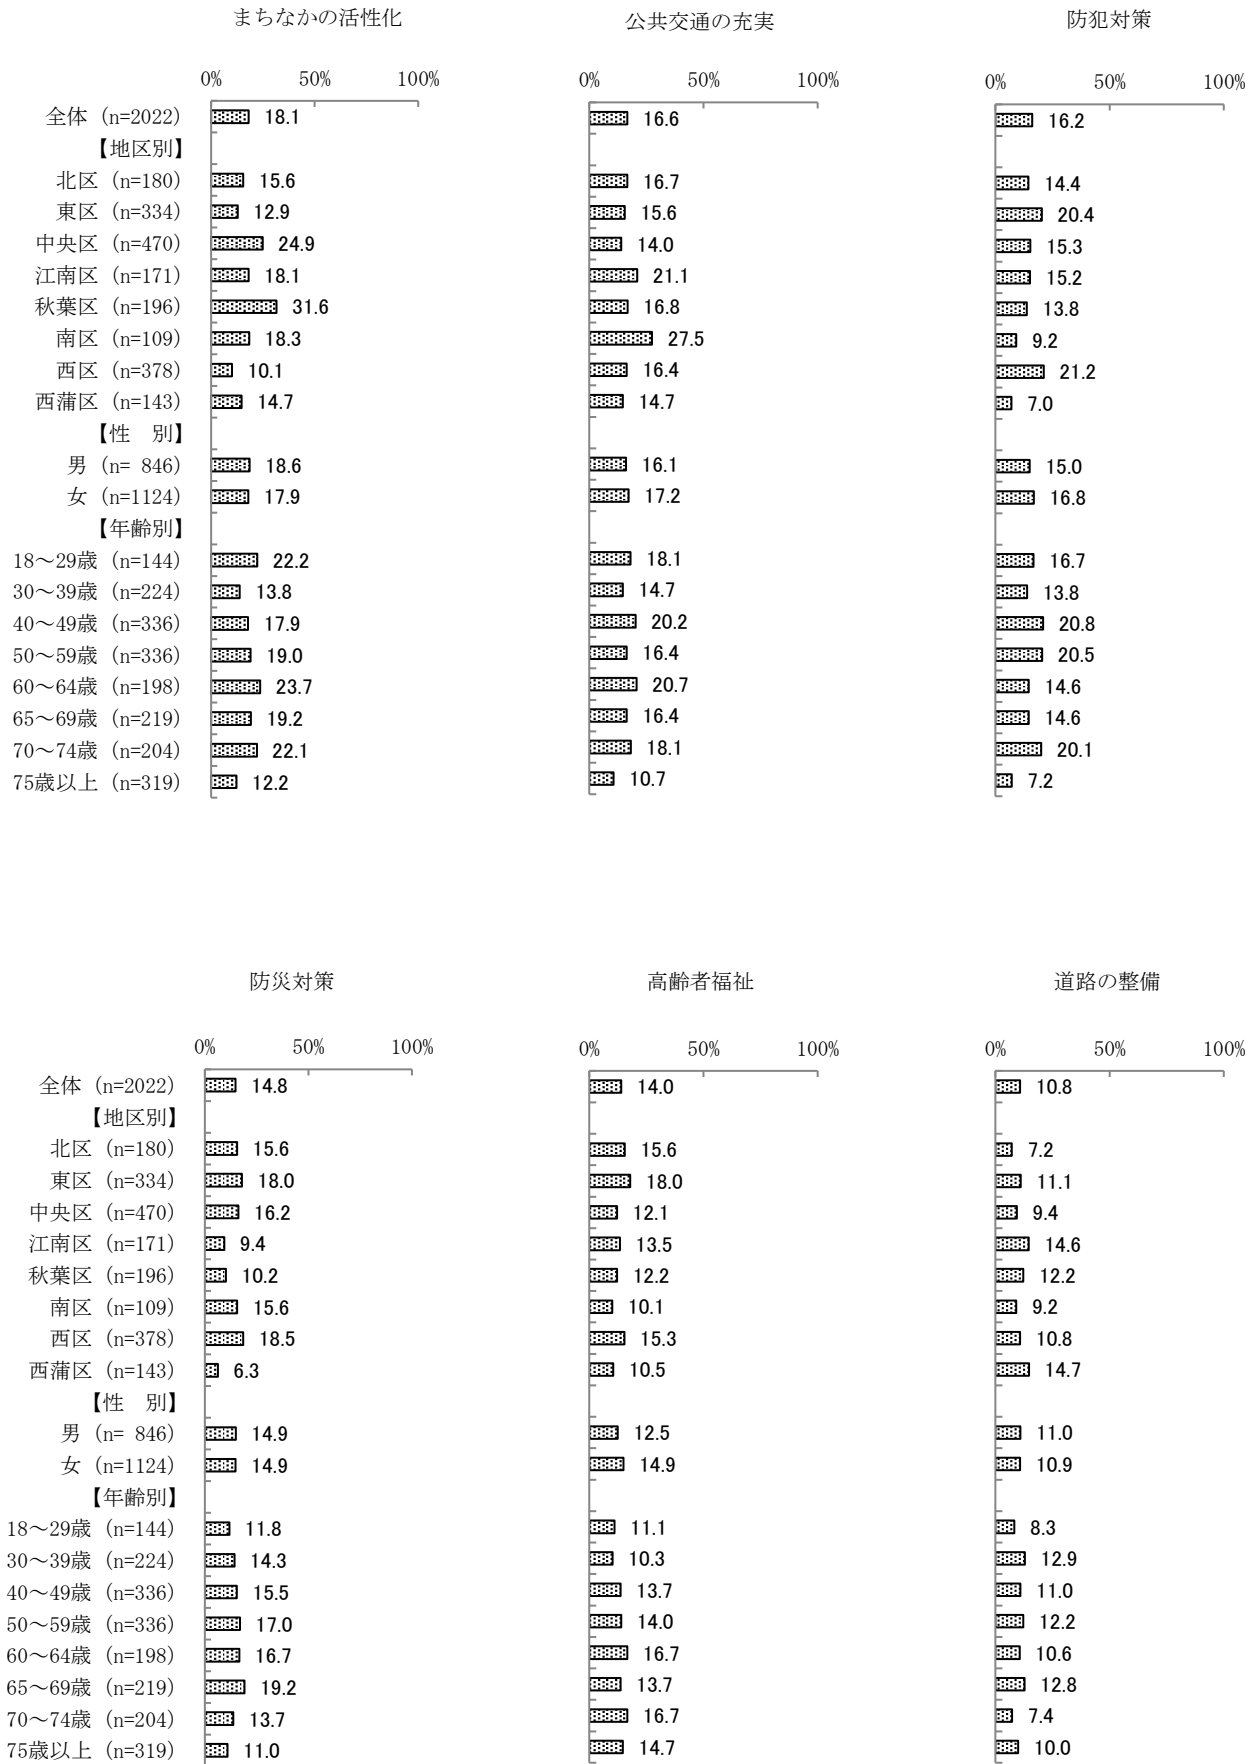 まちなかの活性化 公共交通の充実 防犯対策
0% 50% 100% 0% 50% 100% 0% 50% 100%
全体 (n=2022) 18.1 16.6 16.2
【地区別】
北区 (n=180) 15.6 16.7 14.4
東区 (n=334) 12.9 15.6 20.4
中央区 (n=470) 24.9 14.0 15.3
江南区 (n=171) 18.1 21.1 15.2
秋葉区 (n=196) 31.6 16.8 13.8
南区 (n=109) 18.3 27.5 9.2
西区 (n=378) 10.1 16.4 21.2
西蒲区 (n=143) 14.7 14.7 7.0
【性　別】
男 (n= 846) 18.6 16.1 15.0
女 (n=1124) 17.9 17.2 16.8
【年齢別】
18～29歳 (n=144) 22.2 18.1 16.7
30～39歳 (n=224) 13.8 14.7 13.8
40～49歳 (n=336) 17.9 20.2 20.8
50～59歳 (n=336) 19.0 16.4 20.5
60～64歳 (n=198) 23.7 20.7 14.6
65～69歳 (n=219) 19.2 16.4 14.6
70～74歳 (n=204) 22.1 18.1 20.1
75歳以上 (n=319) 12.2 10.7 7.2
防災対策 高齢者福祉 道路の整備
0% 50% 100% 0% 50% 100% 0% 50% 100%
全体 (n=2022) 14.8 14.0 10.8
【地区別】
北区 (n=180) 15.6 15.6 7.2
東区 (n=334) 18.0 18.0 11.1
中央区 (n=470) 16.2 12.1 9.4
江南区 (n=171) 9.4 13.5 14.6
秋葉区 (n=196) 10.2 12.2 12.2
南区 (n=109) 15.6 10.1 9.2
西区 (n=378) 18.5 15.3 10.8
西蒲区 (n=143) 6.3 10.5 14.7
【性　別】
男 (n= 846) 14.9 12.5 11.0
女 (n=1124) 14.9 14.9 10.9
【年齢別】
18～29歳 (n=144) 11.8 11.1 8.3
30～39歳 (n=224) 14.3 10.3 12.9
40～49歳 (n=336) 15.5 13.7 11.0
50～59歳 (n=336) 17.0 14.0 12.2
60～64歳 (n=198) 16.7 16.7 10.6
65～69歳 (n=219) 19.2 13.7 12.8
70～74歳 (n=204) 13.7 16.7 7.4
75歳以上 (n=319) 11.0 14.7 10.0